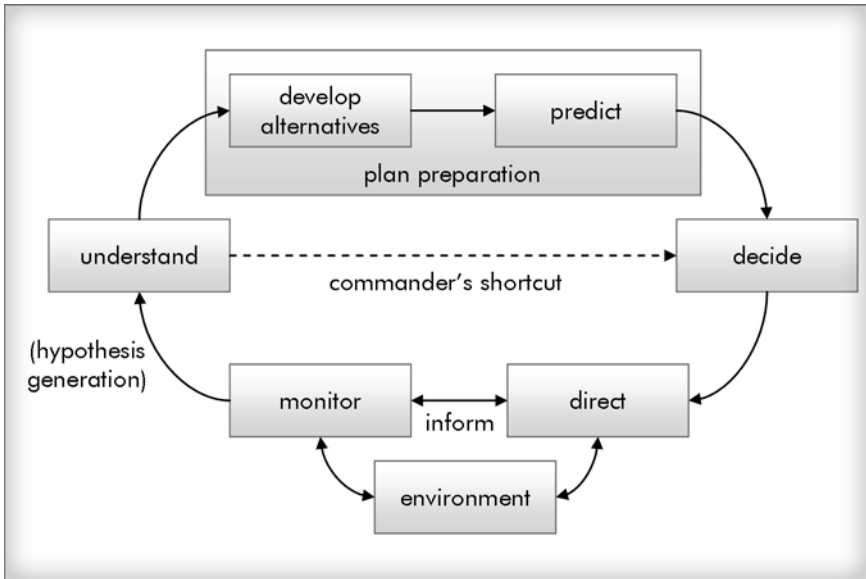 develop
alternatives
predict
plan preparation
understand
decide
commander's shortcut
(hypothesis
generation)
monitor
inform
direct
environment